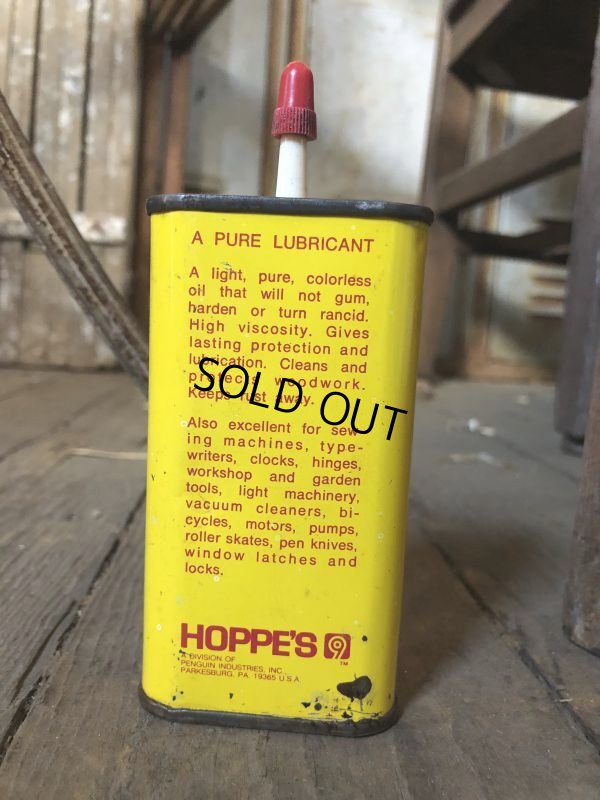 A PURE LUBRICANT
A light, pure, colorless
oil that will not gum,
harden or turn rancid.
High viscosity. Gives
lasting protection and
lubrication. Cleans and
protects woodwork.
Keeps rust away.
SOLD OUT
Also excellent for sew-
ing machines, type-
writers, clocks, hinges,
workshop and garden
tools, light machinery,
vacuum cleaners, bi-
cycles, motors, pumps,
roller skates, pen knives,
window latches and
locks.
HOPPE'S 9 ™
A DIVISION OF
PENGUIN INDUSTRIES, INC.
PARKESBURG, PA. 19365 U.S.A.